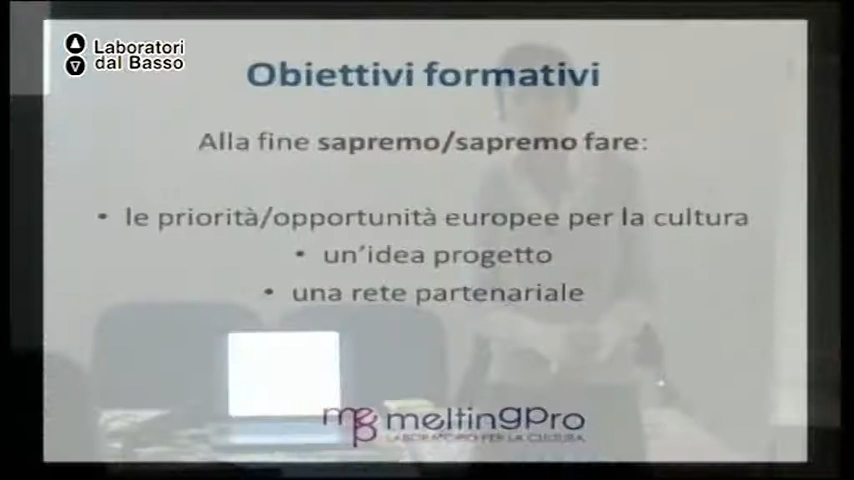 Laboratori
dal Basso
Obiettivi formativi
Alla fine sapremo/sapremo fare:
• le priorità/opportunità europee per la cultura
• un'idea progetto
• una rete partenariale
meltingpro
LABORATORIO PER LA CULTURA